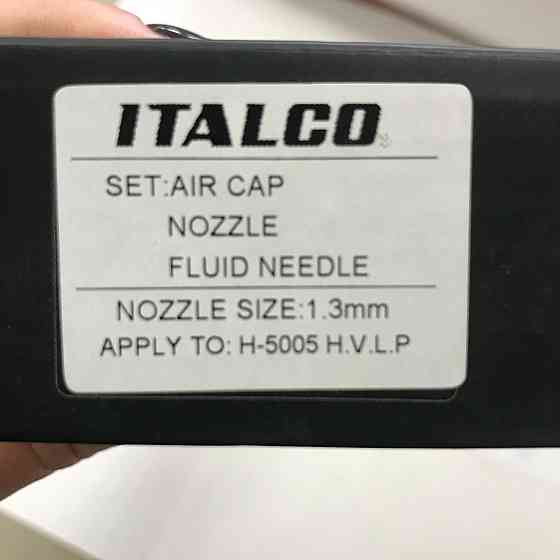 ITALCO
SET:AIR CAP
NOZZLE
FLUID NEEDLE
NOZZLE SIZE:1.3mm
APPLY TO: H-5005 H.V.L.P